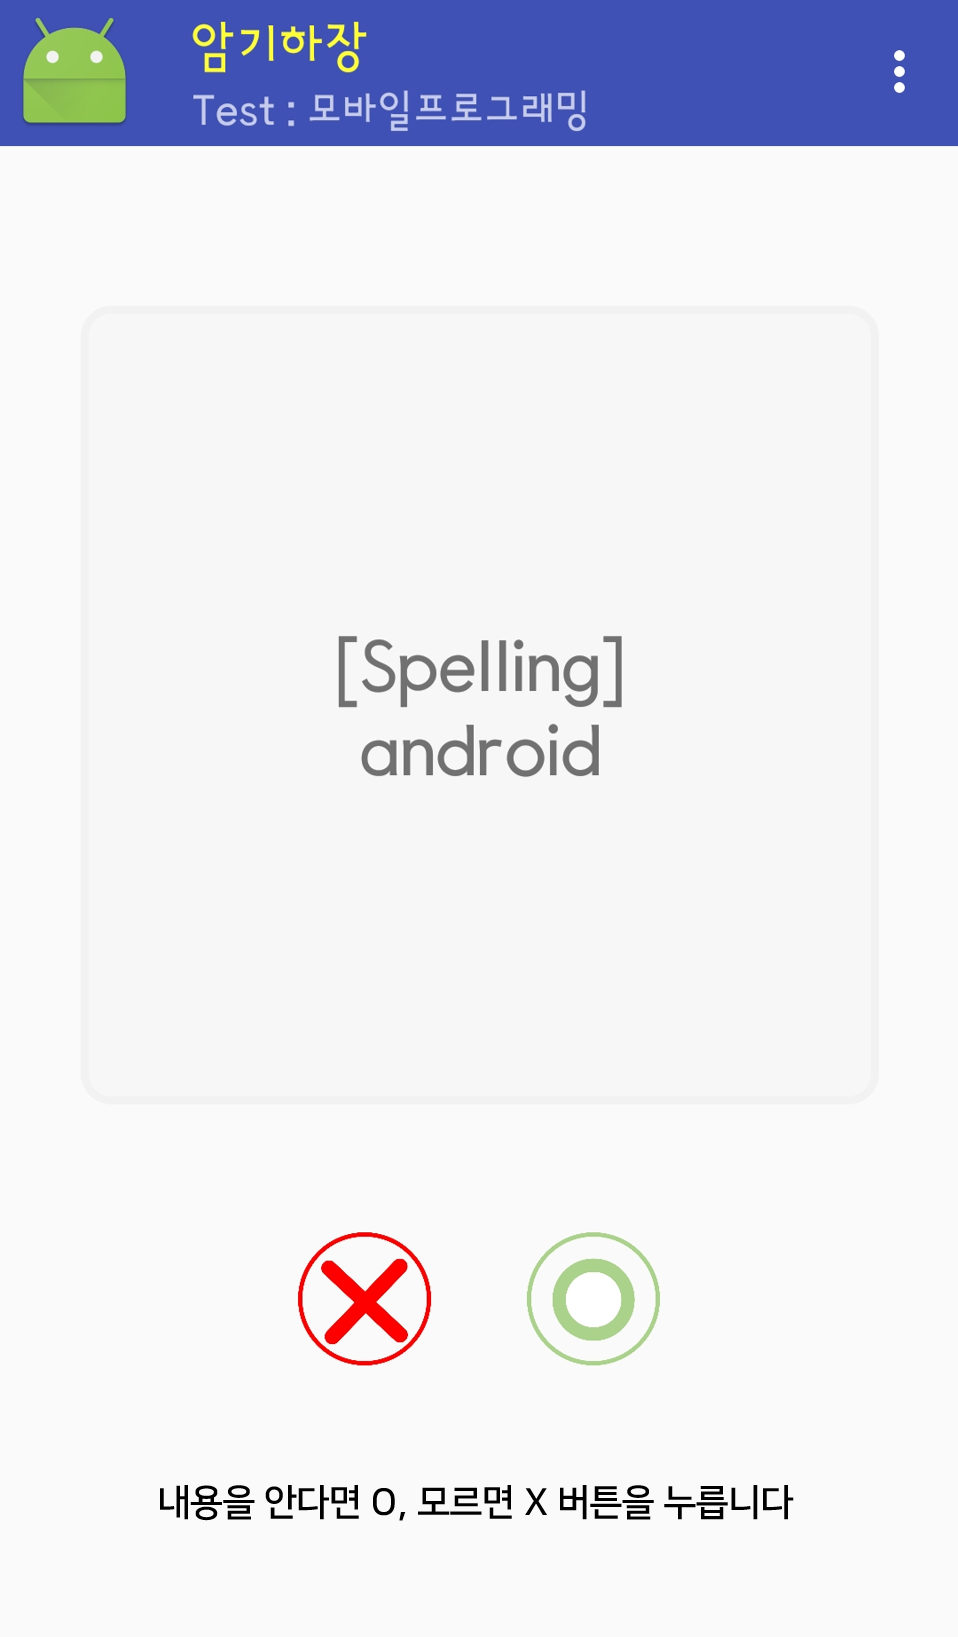 암기하장
Test : 모바일프로그래밍
[Spelling]
android
내용을 안다면 O, 모르면 X 버튼을 누릅니다